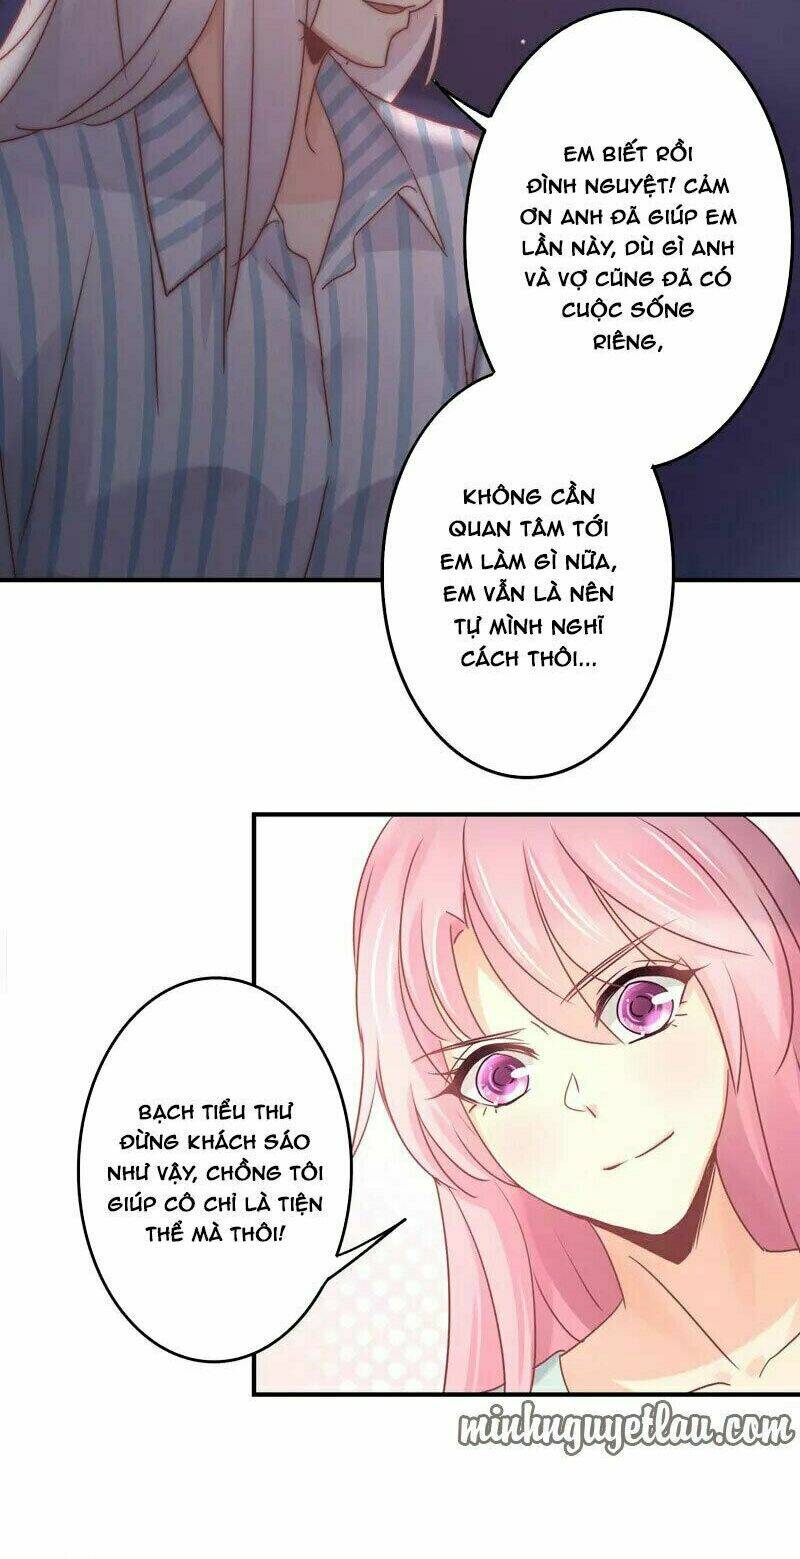 EM BIẾT RỒI
ĐÌNH NGUYỆT! CẢM
ƠN ANH ĐÃ GIÚP EM
LẦN NÀY, DÙ GÌ ANH
VÀ VỢ CŨNG ĐÃ CÓ
CUỘC SỐNG
RIÊNG,
KHÔNG CẦN
QUAN TÂM TỚI
EM LÀM GÌ NỮA,
EM VẪN LÀ NÊN
TỰ MÌNH NGHĨ
CÁCH THÔI...
BẠCH TIỂU THƯ
ĐỪNG KHÁCH SÁO
NHƯ VẬY, CHỒNG TÔI
GIÚP CÔ CHỈ LÀ TIỆN
THỂ MÀ THÔI!
minhnguyetlau.com